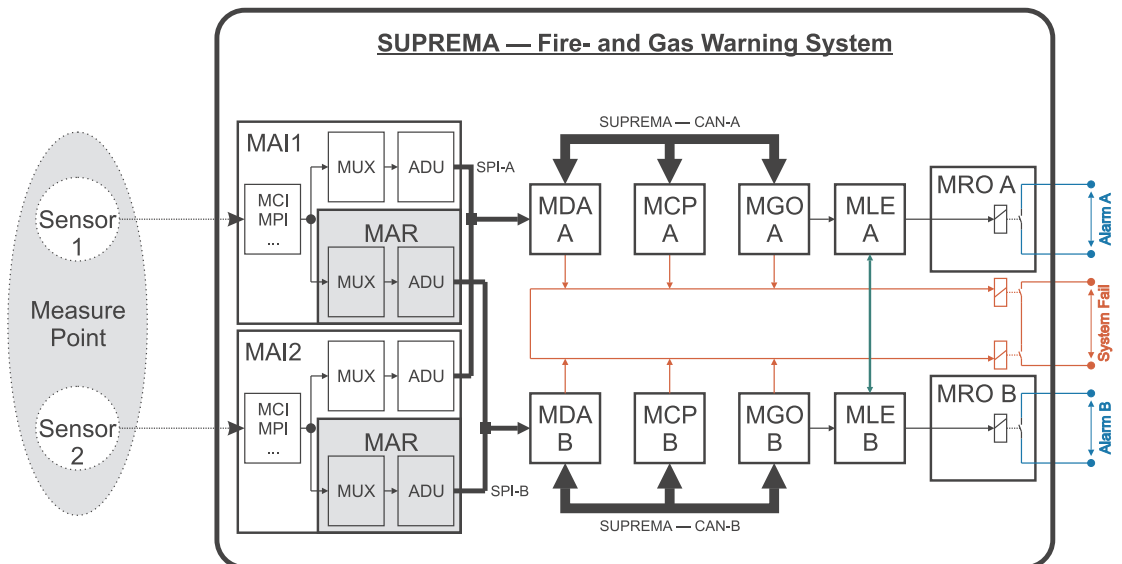 SUPREMA — Fire- and Gas Warning System
SUPREMA — CAN-A
MAI1
MUX
ADU
SPI-A
MCI
MPI
...
MAR
MUX
ADU
Sensor
1
Measure
Point
Sensor
2
MAI2
MUX
ADU
MCI
MPI
...
MAR
MUX
ADU
SPI-B
MDA
A
MCP
A
MGO
A
MLE
A
MRO A
Alarm A
System Fail
MDA
B
MCP
B
MGO
B
MLE
B
MRO B
Alarm B
SUPREMA — CAN-B